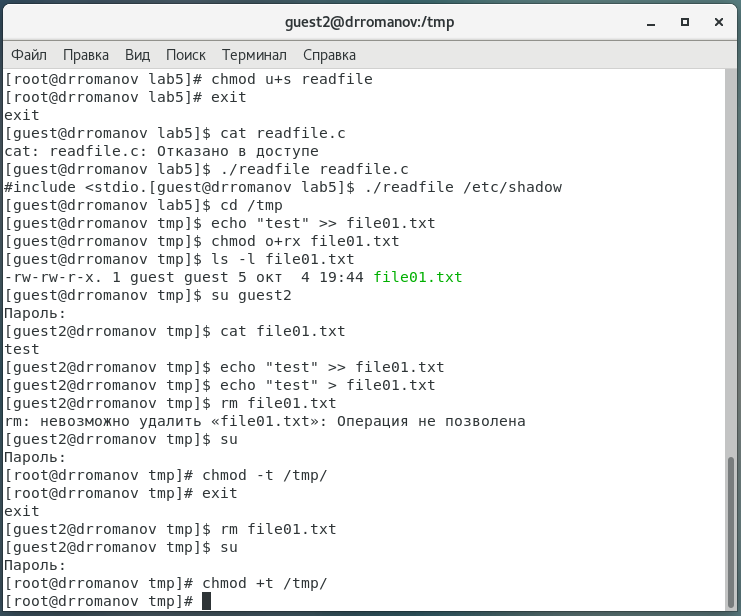 guest2@drromanov:/tmp
Файл Правка Вид Поиск Терминал Справка
[root@drromanov lab5]# chmod u+s readfile
[root@drromanov lab5]# exit
exit
[guest@drromanov lab5]$ cat readfile.c
cat: readfile.c: Отказано в доступе
[guest@drromanov lab5]$ ./readfile readfile.c
#include <stdio.[guest@drromanov lab5]$ ./readfile /etc/shadow
[guest@drromanov lab5]$ cd /tmp
[guest@drromanov tmp]$ echo "test" >> file01.txt
[guest@drromanov tmp]$ chmod o+rx file01.txt
[guest@drromanov tmp]$ ls -l file01.txt
-rw-rw-r-x. 1 guest guest 5 окт  4 19:44 file01.txt
[guest@drromanov tmp]$ su guest2
Пароль:
[guest2@drromanov tmp]$ cat file01.txt
test
[guest2@drromanov tmp]$ echo "test" >> file01.txt
[guest2@drromanov tmp]$ echo "test" > file01.txt
[guest2@drromanov tmp]$ rm file01.txt
rm: невозможно удалить «file01.txt»: Операция не позволена
[guest2@drromanov tmp]$ su
Пароль:
[root@drromanov tmp]# chmod -t /tmp/
[root@drromanov tmp]# exit
exit
[guest2@drromanov tmp]$ rm file01.txt
[guest2@drromanov tmp]$ su
Пароль:
[root@drromanov tmp]# chmod +t /tmp/
[root@drromanov tmp]#